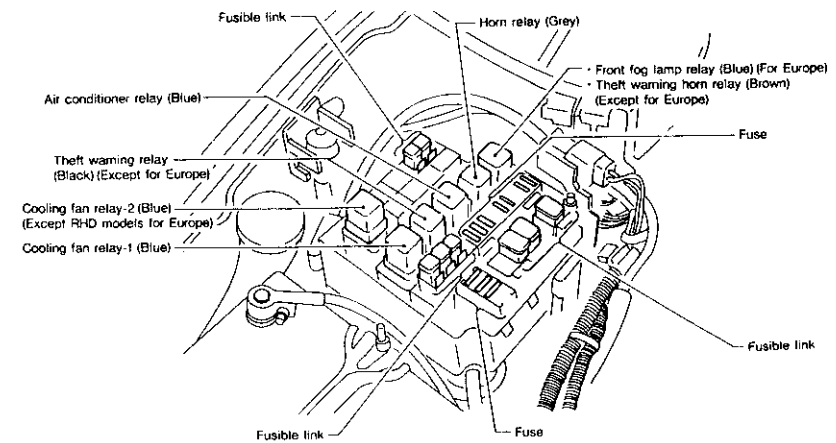 Fusible link
Horn relay (Grey)
• Front fog lamp relay (Blue) (For Europe)
• Theft warning horn relay (Brown)
(Except for Europe)
Air conditioner relay (Blue)
Fuse
Theft warning relay
(Black) (Except for Europe)
Cooling fan relay-2 (Blue)
(Except RHD models for Europe)
Cooling fan relay-1 (Blue)
Fusible link
Fusible link
Fuse